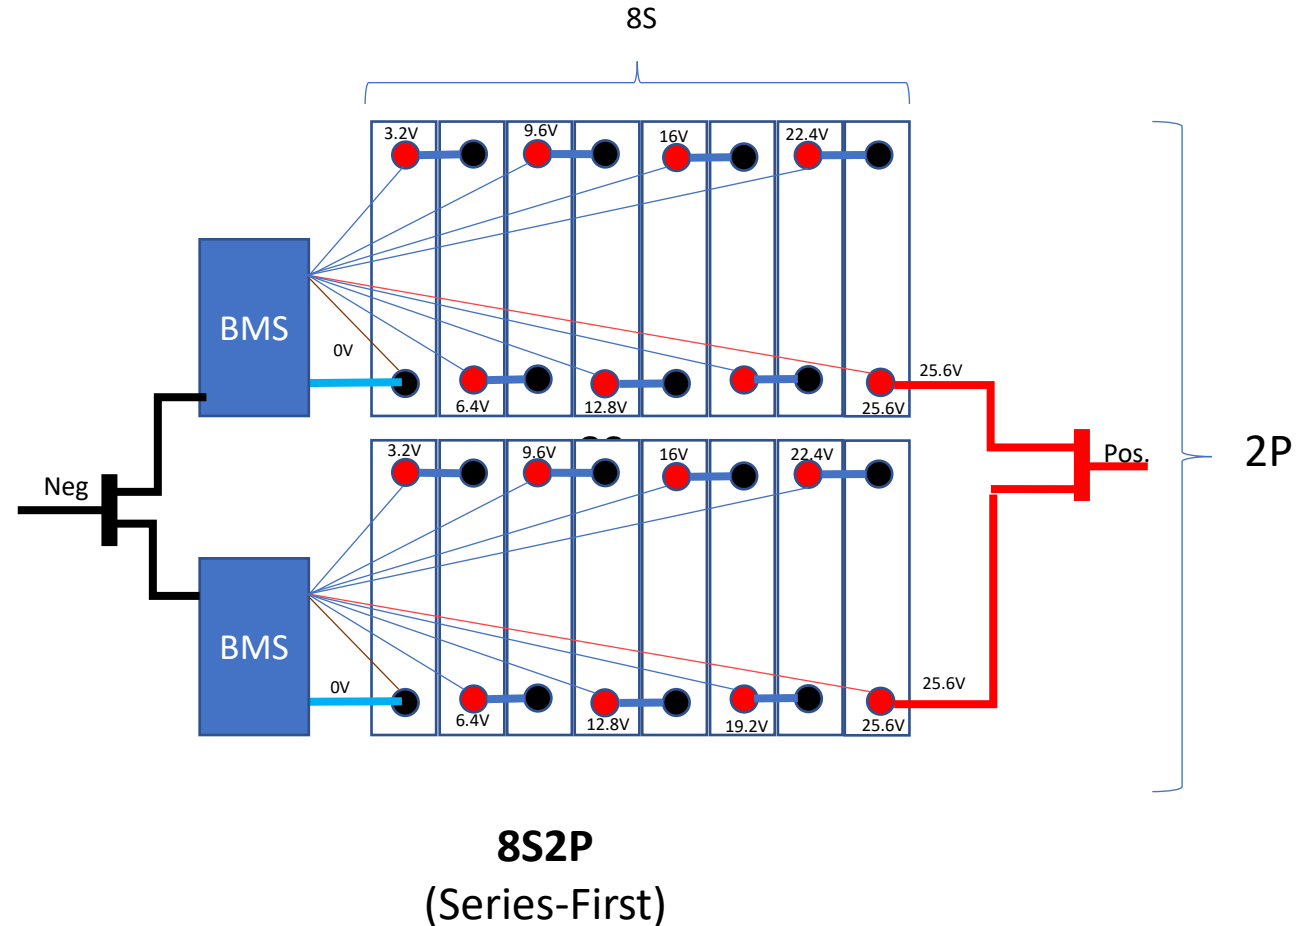 8S
3.2V
9.6V
16V
22.4V
BMS
0V
25.6V
6.4V
12.8V
25.6V
3.2V
9.6V
16V
22.4V
Pos.
2P
Neg
BMS
0V
25.6V
6.4V
12.8V
19.2V
25.6V
8S2P
(Series-First)